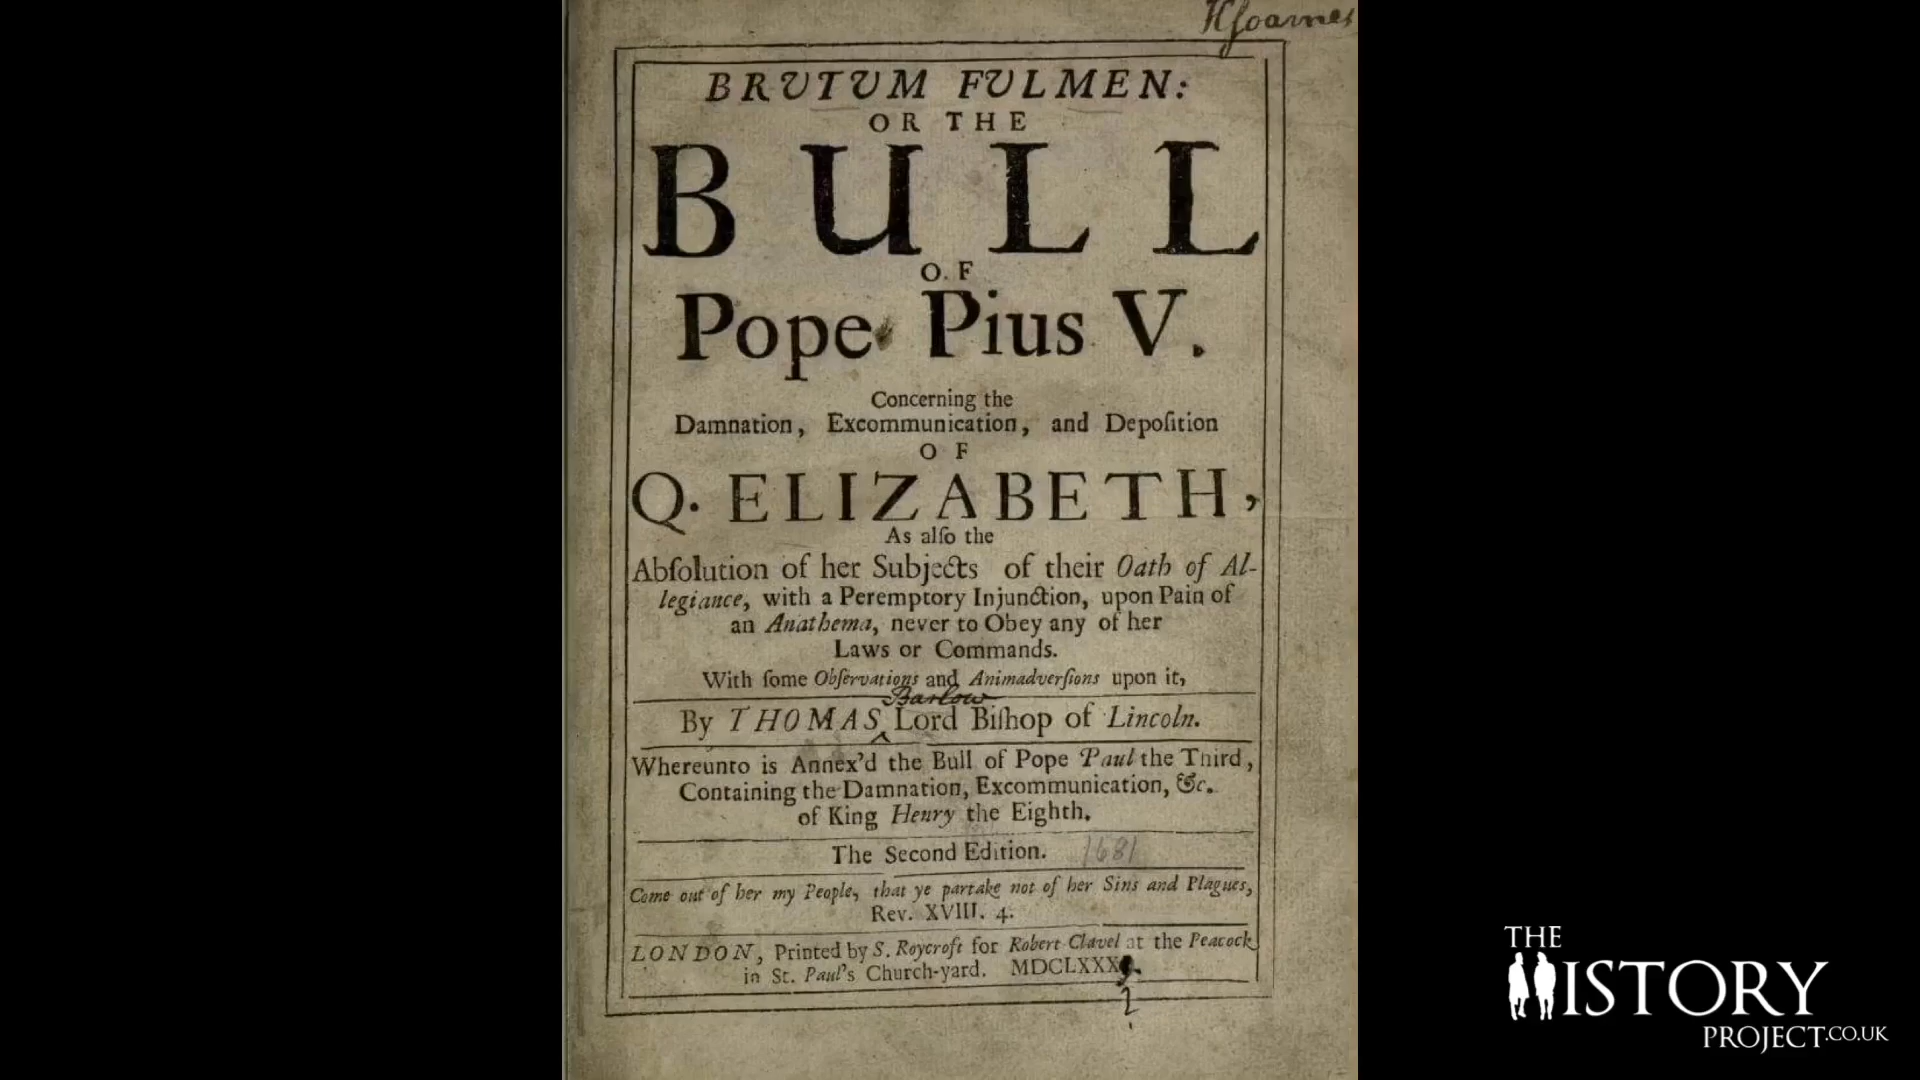 BRUTUM FULMEN:
OR THE
BULL
OF
Pope Pius V.
Concerning the
Damnation, Excommunication, and Depoſition
OF
Q. ELIZABETH,
As alſo the
Abſolution of her Subjects of their Oath of Al-
legiance, with a Peremptory Injunction, upon Pain of
an Anathema, never to Obey any of her
Laws or Commands.
With ſome Obſervations and Animadverſions upon it,
Barlow
By THOMAS Lord Biſhop of Lincoln.
Whereunto is Annex'd the Bull of Pope Paul the Third,
Containing the Damnation, Excommunication, &c.
of King Henry the Eighth.
The Second Edition. 1681
Come out of her my People, that ye partake not of her Sins and Plagues,
Rev. XVIII. 4.
LONDON, Printed by S. Roycroft for Robert Clavel at the Peacock
in St. Paul's Church-yard. MDCLXXX
?
THE
HISTORY
PROJECT.CO.UK